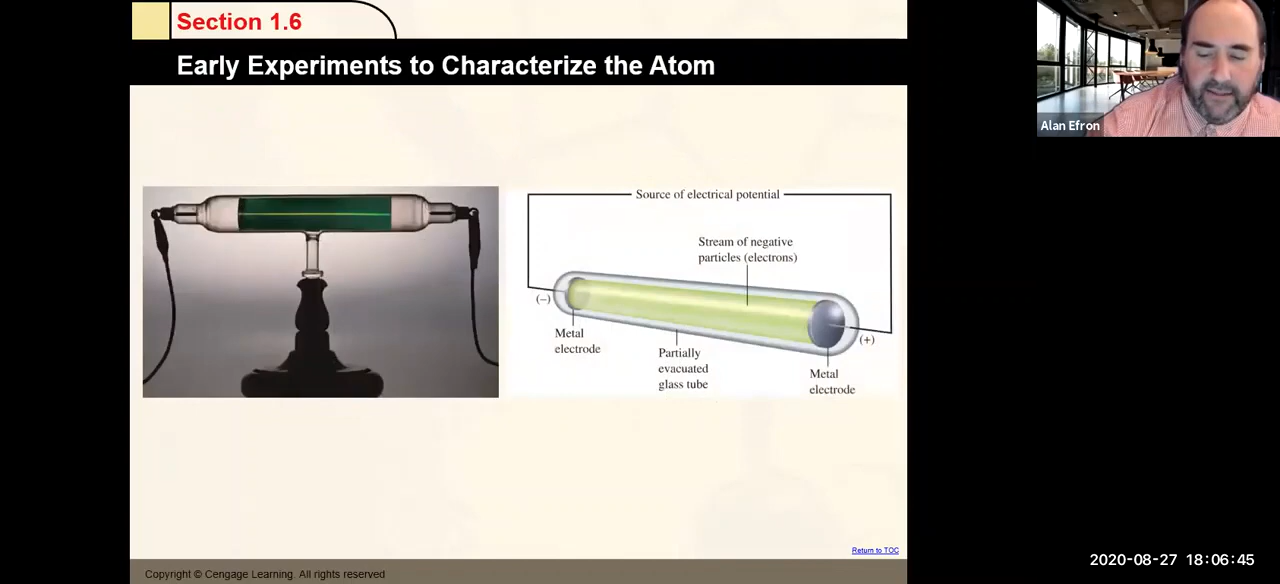 Section 1.6
Early Experiments to Characterize the Atom
Alan Efron
Source of electrical potential
Stream of negative
particles (electrons)
(–)
Metal
electrode
Partially
evacuated
glass tube
(+)
Metal
electrode
Return to TOC
Copyright © Cengage Learning. All rights reserved
2020-08-27 18:06:45